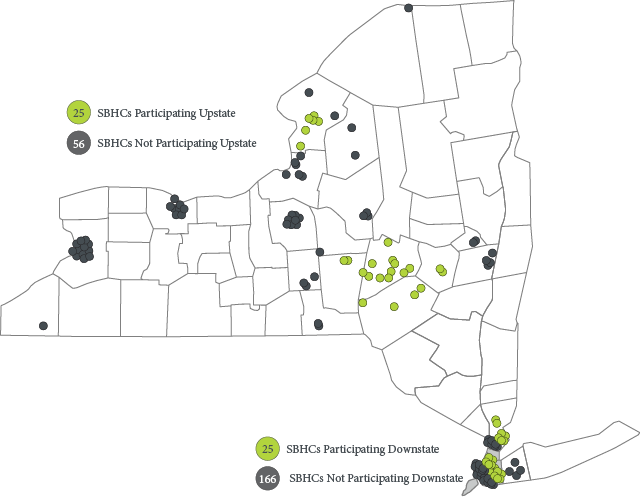 25 SBHCs Participating Upstate
56 SBHCs Not Participating Upstate
25 SBHCs Participating Downstate
166 SBHCs Not Participating Downstate